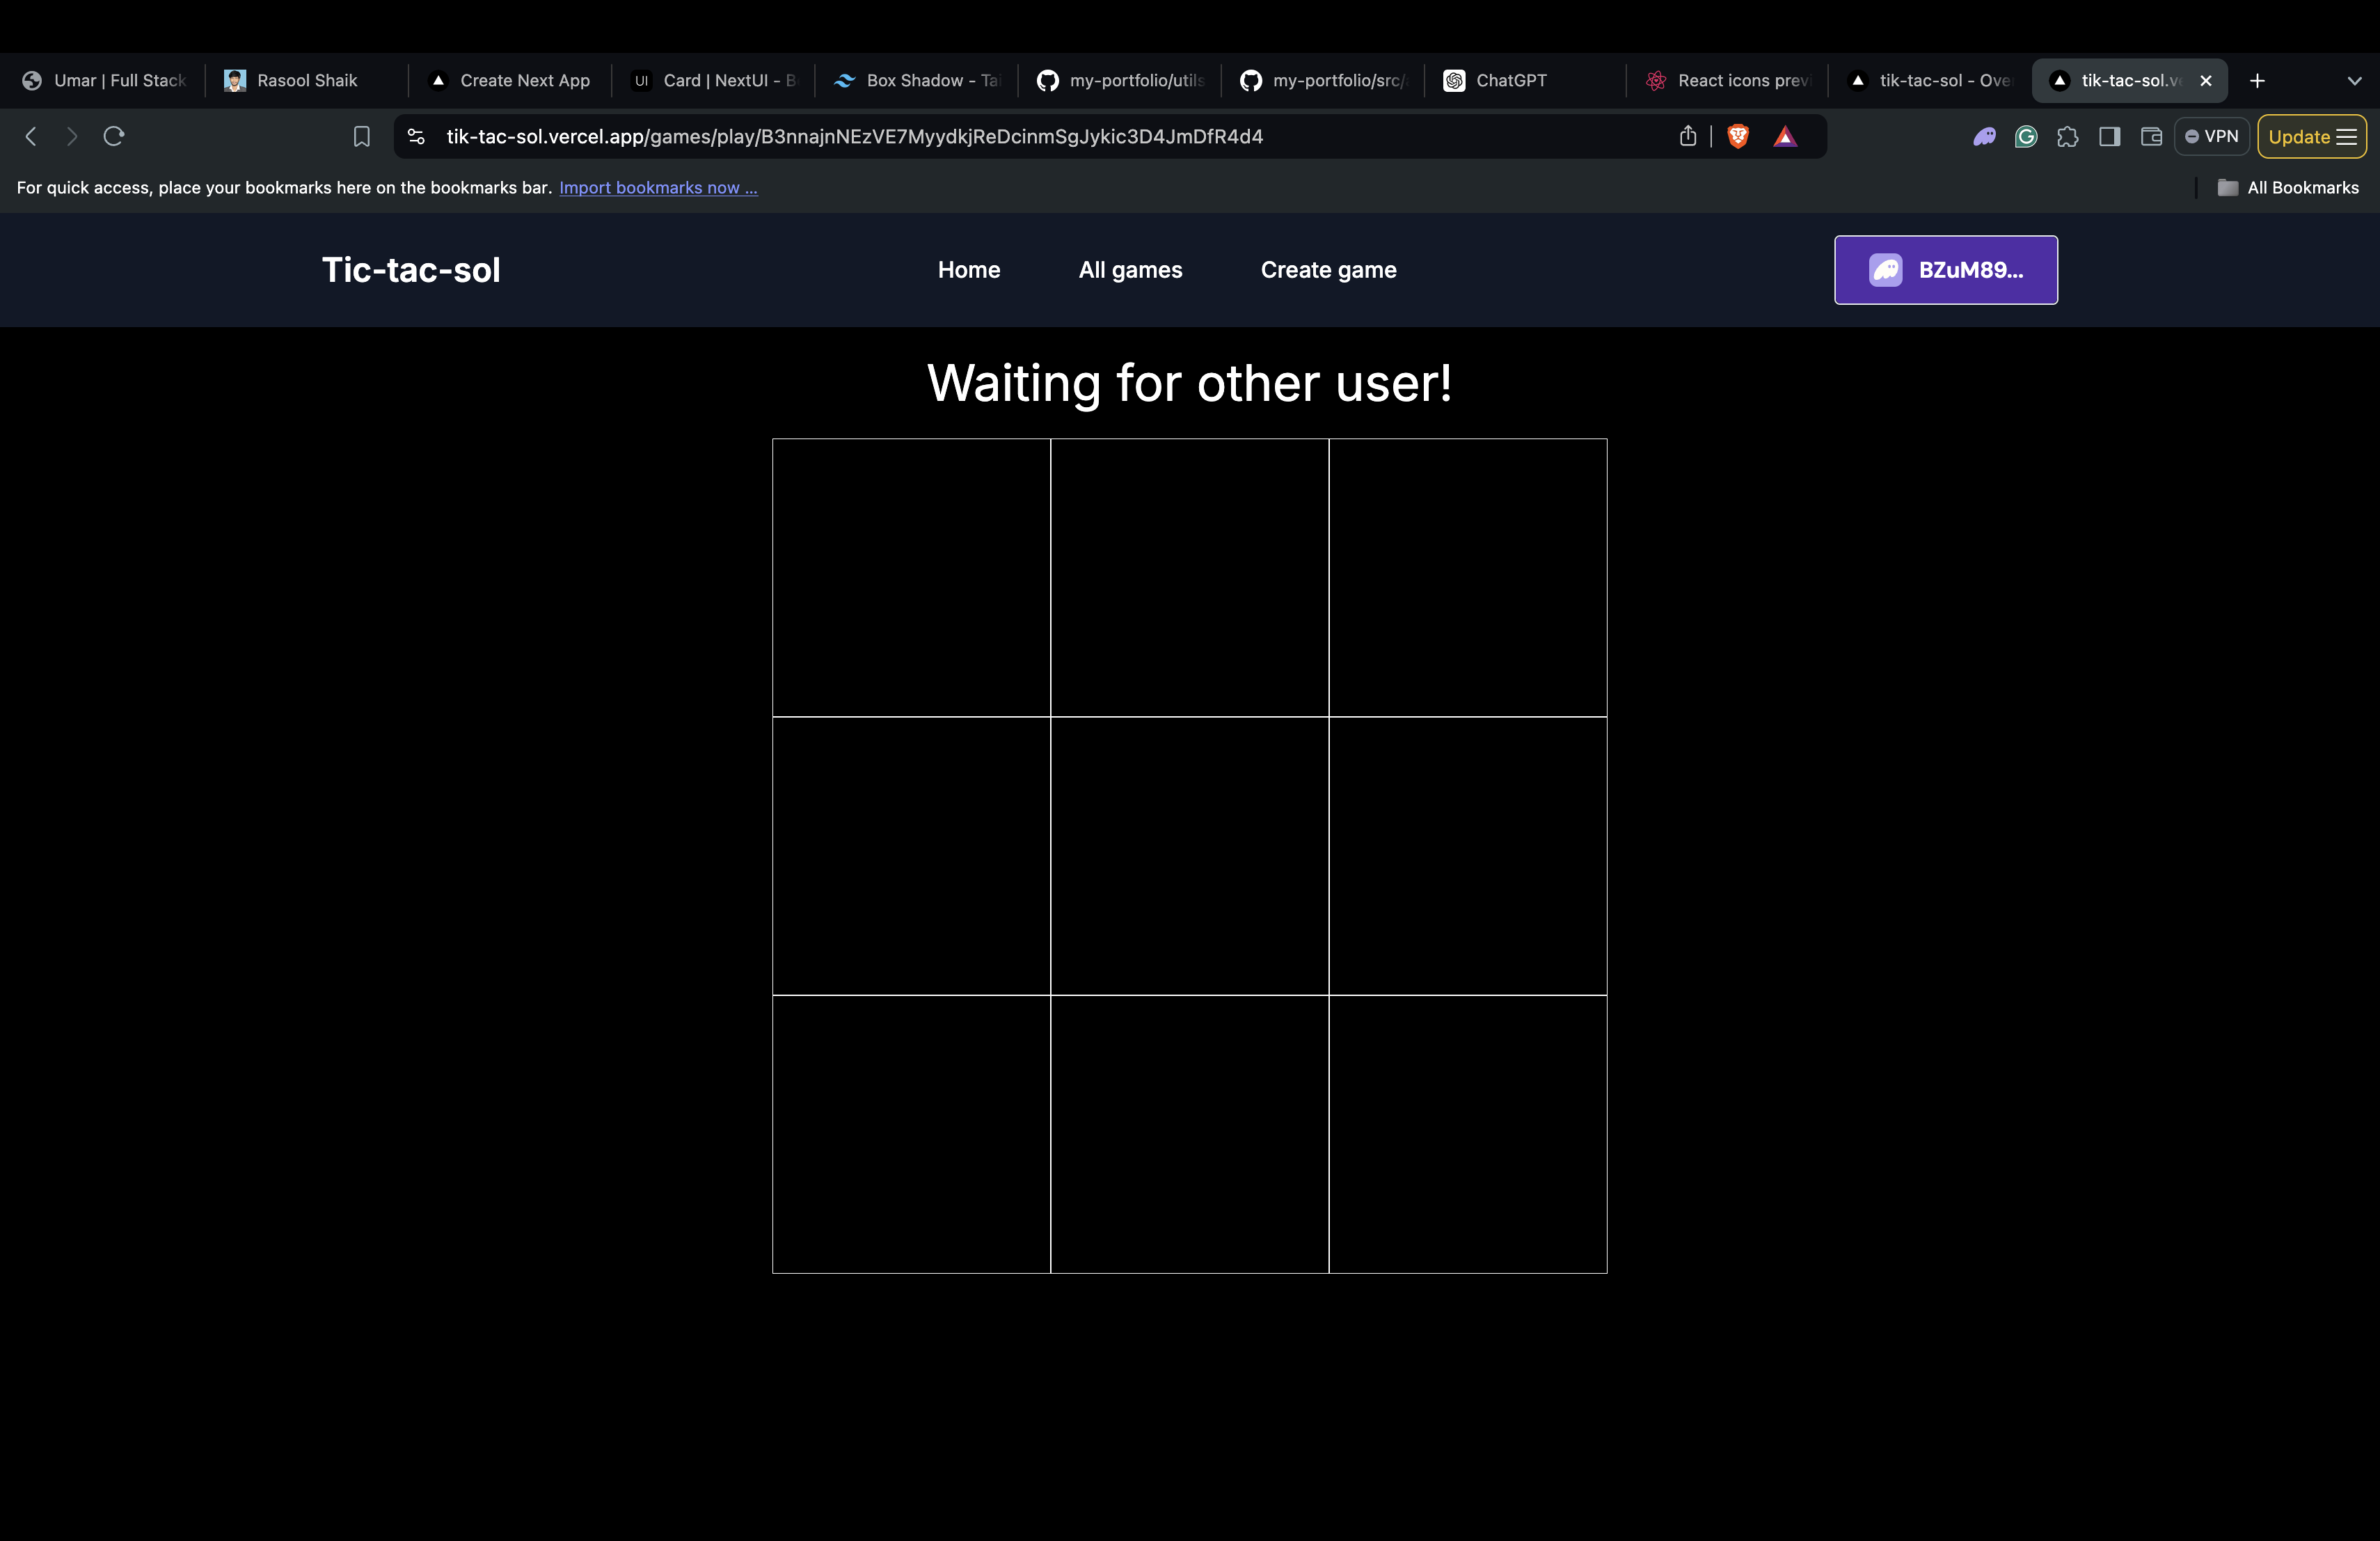 Umar | Full Stack
Rasool Shaik
Create Next App
UI
Card | NextUI - B
Box Shadow - Tai
my-portfolio/utils
my-portfolio/src/
ChatGPT
React icons previ
tik-tac-sol - Ove
tik-tac-sol.ve
tik-tac-sol.vercel.app/games/play/B3nnajnNEzVE7MyydkjReDcinmSgJykic3D4JmDfR4d4
VPN
Update
For quick access, place your bookmarks here on the bookmarks bar. Import bookmarks now ...
All Bookmarks
Tic-tac-sol
Home
All games
Create game
BZuM89...
Waiting for other user!